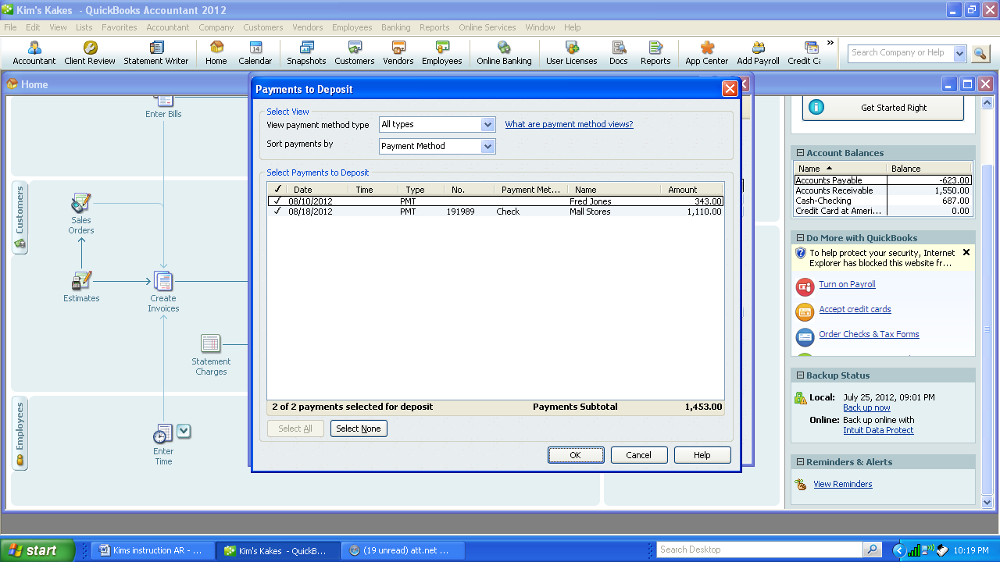 Kim's Kakes - QuickBooks Accountant 2012
File Edit View Lists Favorites Accountant Company Customers Vendors Employees Banking Reports Online Services Window Help
Accountant Client Review Statement Writer Home Calendar Snapshots Customers Vendors Employees Online Banking User Licenses Docs Reports App Center Add Payroll Credit Ca
Search Company or Help
Home
Enter Bills
Customers
Sales
Orders
Estimates
Create
Invoices
Statement
Charges
Employees
Enter
Time
Payments to Deposit
Select View
View payment method type All types What are payment method views?
Sort payments by Payment Method
Select Payments to Deposit
✓ Date Time Type No. Payment Met... Name Amount
✓ 08/10/2012 PMT Fred Jones 343.00
✓ 08/18/2012 PMT 191989 Check Mall Stores 1,110.00
2 of 2 payments selected for deposit Payments Subtotal 1,453.00
Select All Select None
OK Cancel Help
Get Started Right
Account Balances
Name Balance
Accounts Payable -623.00
Accounts Receivable 1,550.00
Cash-Checking 687.00
Credit Card at Ameri... 0.00
Do More with QuickBooks
To help protect your security, Internet
Explorer has blocked this website fr...
Turn on Payroll
Accept credit cards
Order Checks & Tax Forms
Backup Status
Local: July 25, 2012, 09:01 PM
Back up now
Online: Back up online with
Intuit Data Protect
Reminders & Alerts
View Reminders
start Kims instruction AR - ... Kim's Kakes - QuickB... (19 unread) att.net ... Search Desktop 10:19 PM